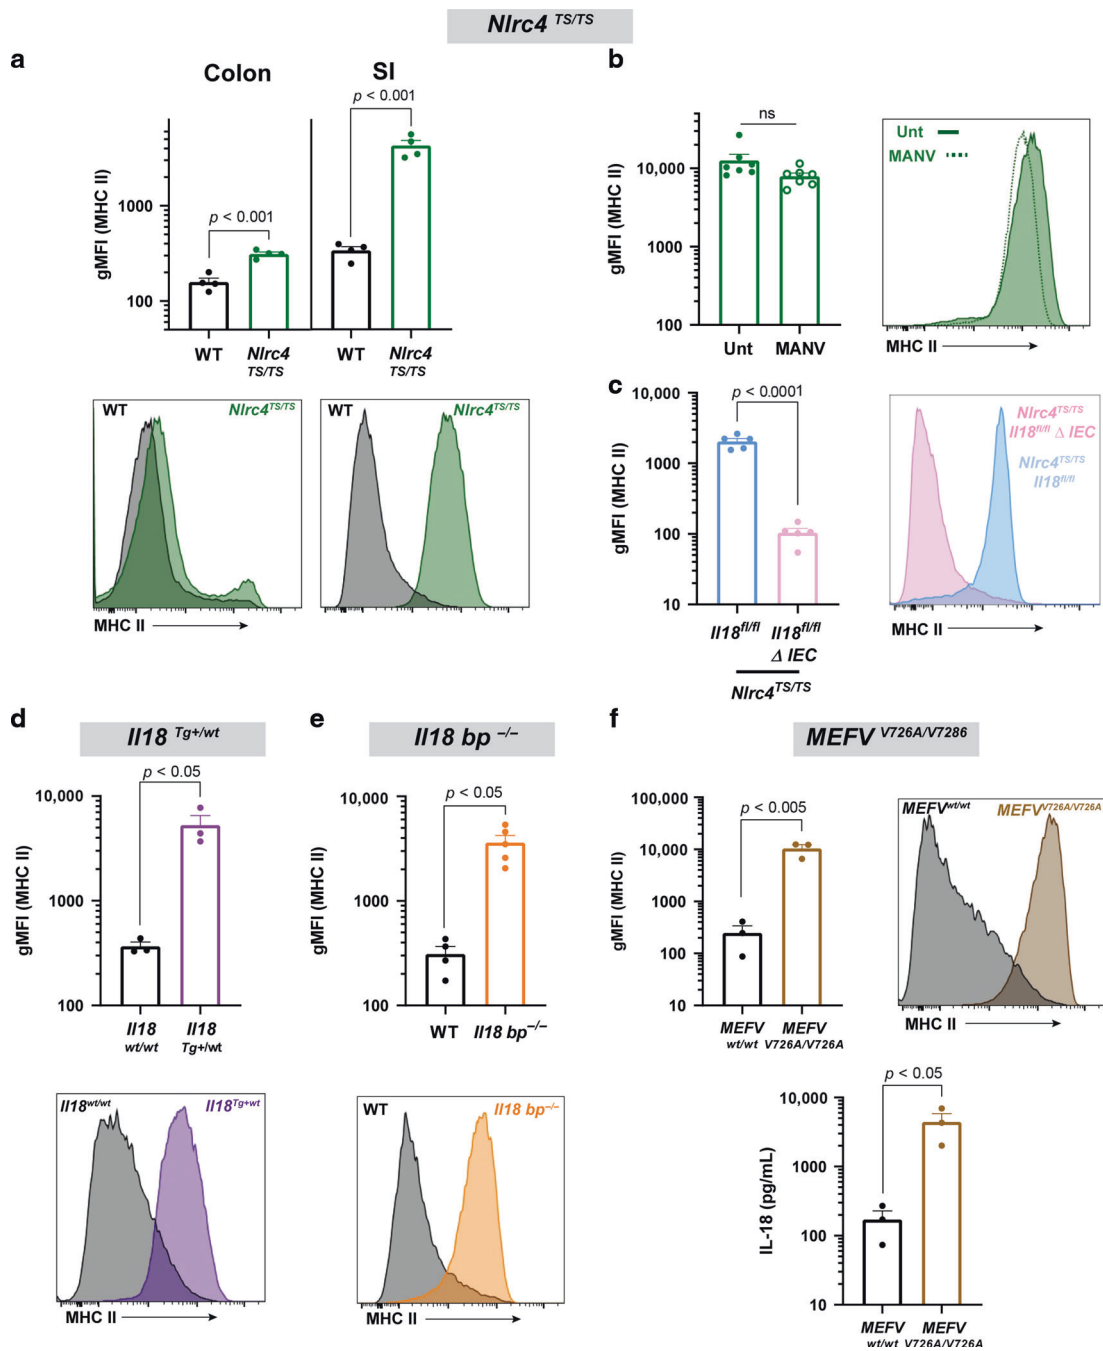 Nlrc4 TS/TS
a
Colon
SI
p < 0.001
p < 0.001
gMFI (MHC II)
1000
100
WT
Nlrc4 TS/TS
WT
Nlrc4 TS/TS
WT
Nlrc4TS/TS
MHC II
WT
Nlrc4TS/TS
MHC II
b
ns
gMFI (MHC II)
10,000
1000
100
Unt
MANV
Unt
MANV
MHC II
c
p < 0.0001
gMFI (MHC II)
10,000
1000
100
10
Il18fl/fl
Il18fl/fl
Δ IEC
Nlrc4TS/TS
Nlrc4TS/TS
Il18fl/fl Δ IEC
Nlrc4TS/TS
Il18fl/fl
MHC II
d
Il18 Tg+/wt
p < 0.05
gMFI (MHC II)
10,000
1000
100
Il18
wt/wt
Il18
Tg+/wt
Il18wt/wt
Il18Tg+wt
MHC II
e
Il18 bp –/–
p < 0.05
gMFI (MHC II)
10,000
1000
100
WT
Il18 bp–/–
WT
Il18 bp–/–
MHC II
f
MEFV V726A/V7286
p < 0.005
gMFI (MHC II)
100,000
10,000
1000
100
10
MEFV
wt/wt
MEFV
V726A/V726A
MEFVwt/wt
MEFVV726A/V726A
MHC II
p < 0.05
IL-18 (pg/mL)
10,000
1000
100
10
MEFV
wt/wt
MEFV
V726A/V726A